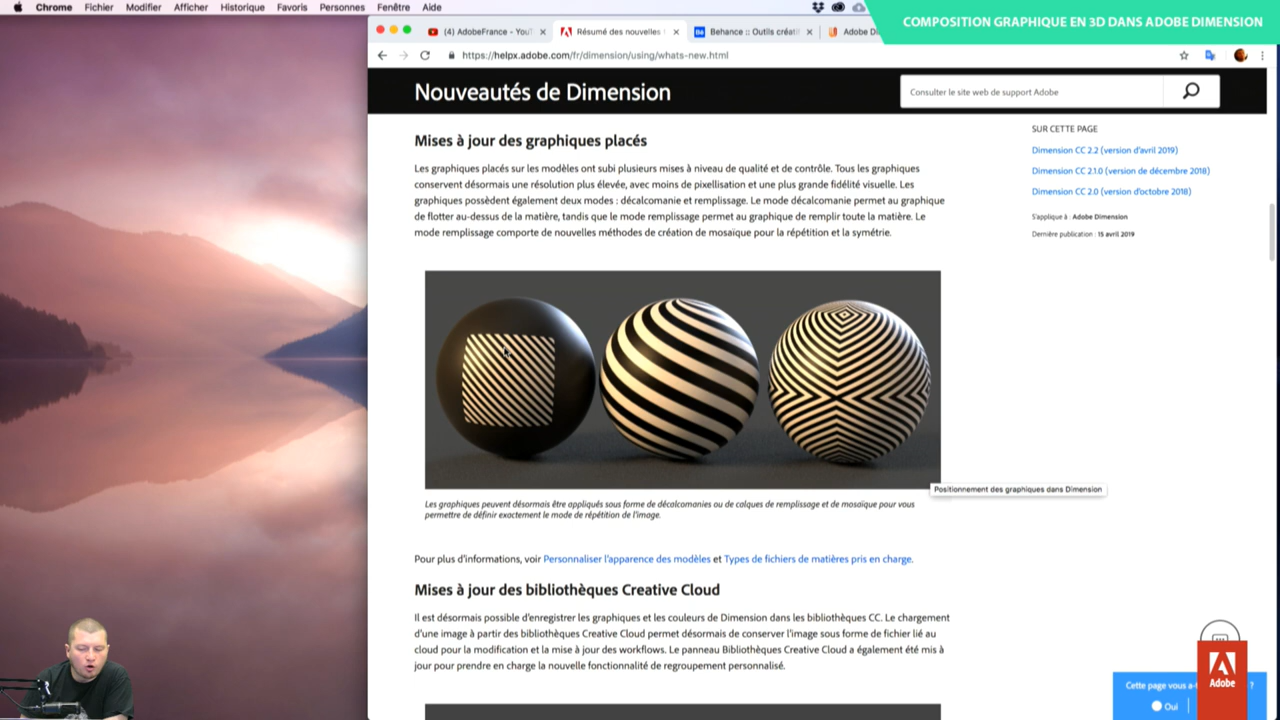 Chrome Fichier Modifier Afficher Historique Favoris Personnes Fenêtre Aide
COMPOSITION GRAPHIQUE EN 3D DANS ADOBE DIMENSION
(4) AdobeFrance - YouT
Résumé des nouvelles
Bē Behance :: Outils créatif
Adobe Di
https://helpx.adobe.com/fr/dimension/using/whats-new.html
Nouveautés de Dimension
Consulter le site web de support Adobe
Mises à jour des graphiques placés
Les graphiques placés sur les modèles ont subi plusieurs mises à niveau de qualité et de contrôle. Tous les graphiques
conservent désormais une résolution plus élevée, avec moins de pixellisation et une plus grande fidélité visuelle. Les
graphiques possèdent également deux modes : décalcomanie et remplissage. Le mode décalcomanie permet au graphique
de flotter au-dessus de la matière, tandis que le mode remplissage permet au graphique de remplir toute la matière. Le
mode remplissage comporte de nouvelles méthodes de création de mosaïque pour la répétition et la symétrie.
SUR CETTE PAGE
Dimension CC 2.2 (version d'avril 2019)
Dimension CC 2.1.0 (version de décembre 2018)
Dimension CC 2.0 (version d'octobre 2018)
S'applique à : Adobe Dimension
Dernière publication : 15 avril 2019
Positionnement des graphiques dans Dimension
Les graphiques peuvent désormais être appliqués sous forme de décalcomanies ou de calques de remplissage et de mosaïque pour vous
permettre de définir exactement le mode de répétition de l'image.
Pour plus d'informations, voir Personnaliser l'apparence des modèles et Types de fichiers de matières pris en charge.
Mises à jour des bibliothèques Creative Cloud
Il est désormais possible d'enregistrer les graphiques et les couleurs de Dimension dans les bibliothèques CC. Le chargement
d'une image à partir des bibliothèques Creative Cloud permet désormais de conserver l'image sous forme de fichier lié au
cloud pour la modification et la mise à jour des workflows. Le panneau Bibliothèques Creative Cloud a également été mis à
jour pour prendre en charge la nouvelle fonctionnalité de regroupement personnalisé.
Cette page vous a-t ?
Oui
Adobe